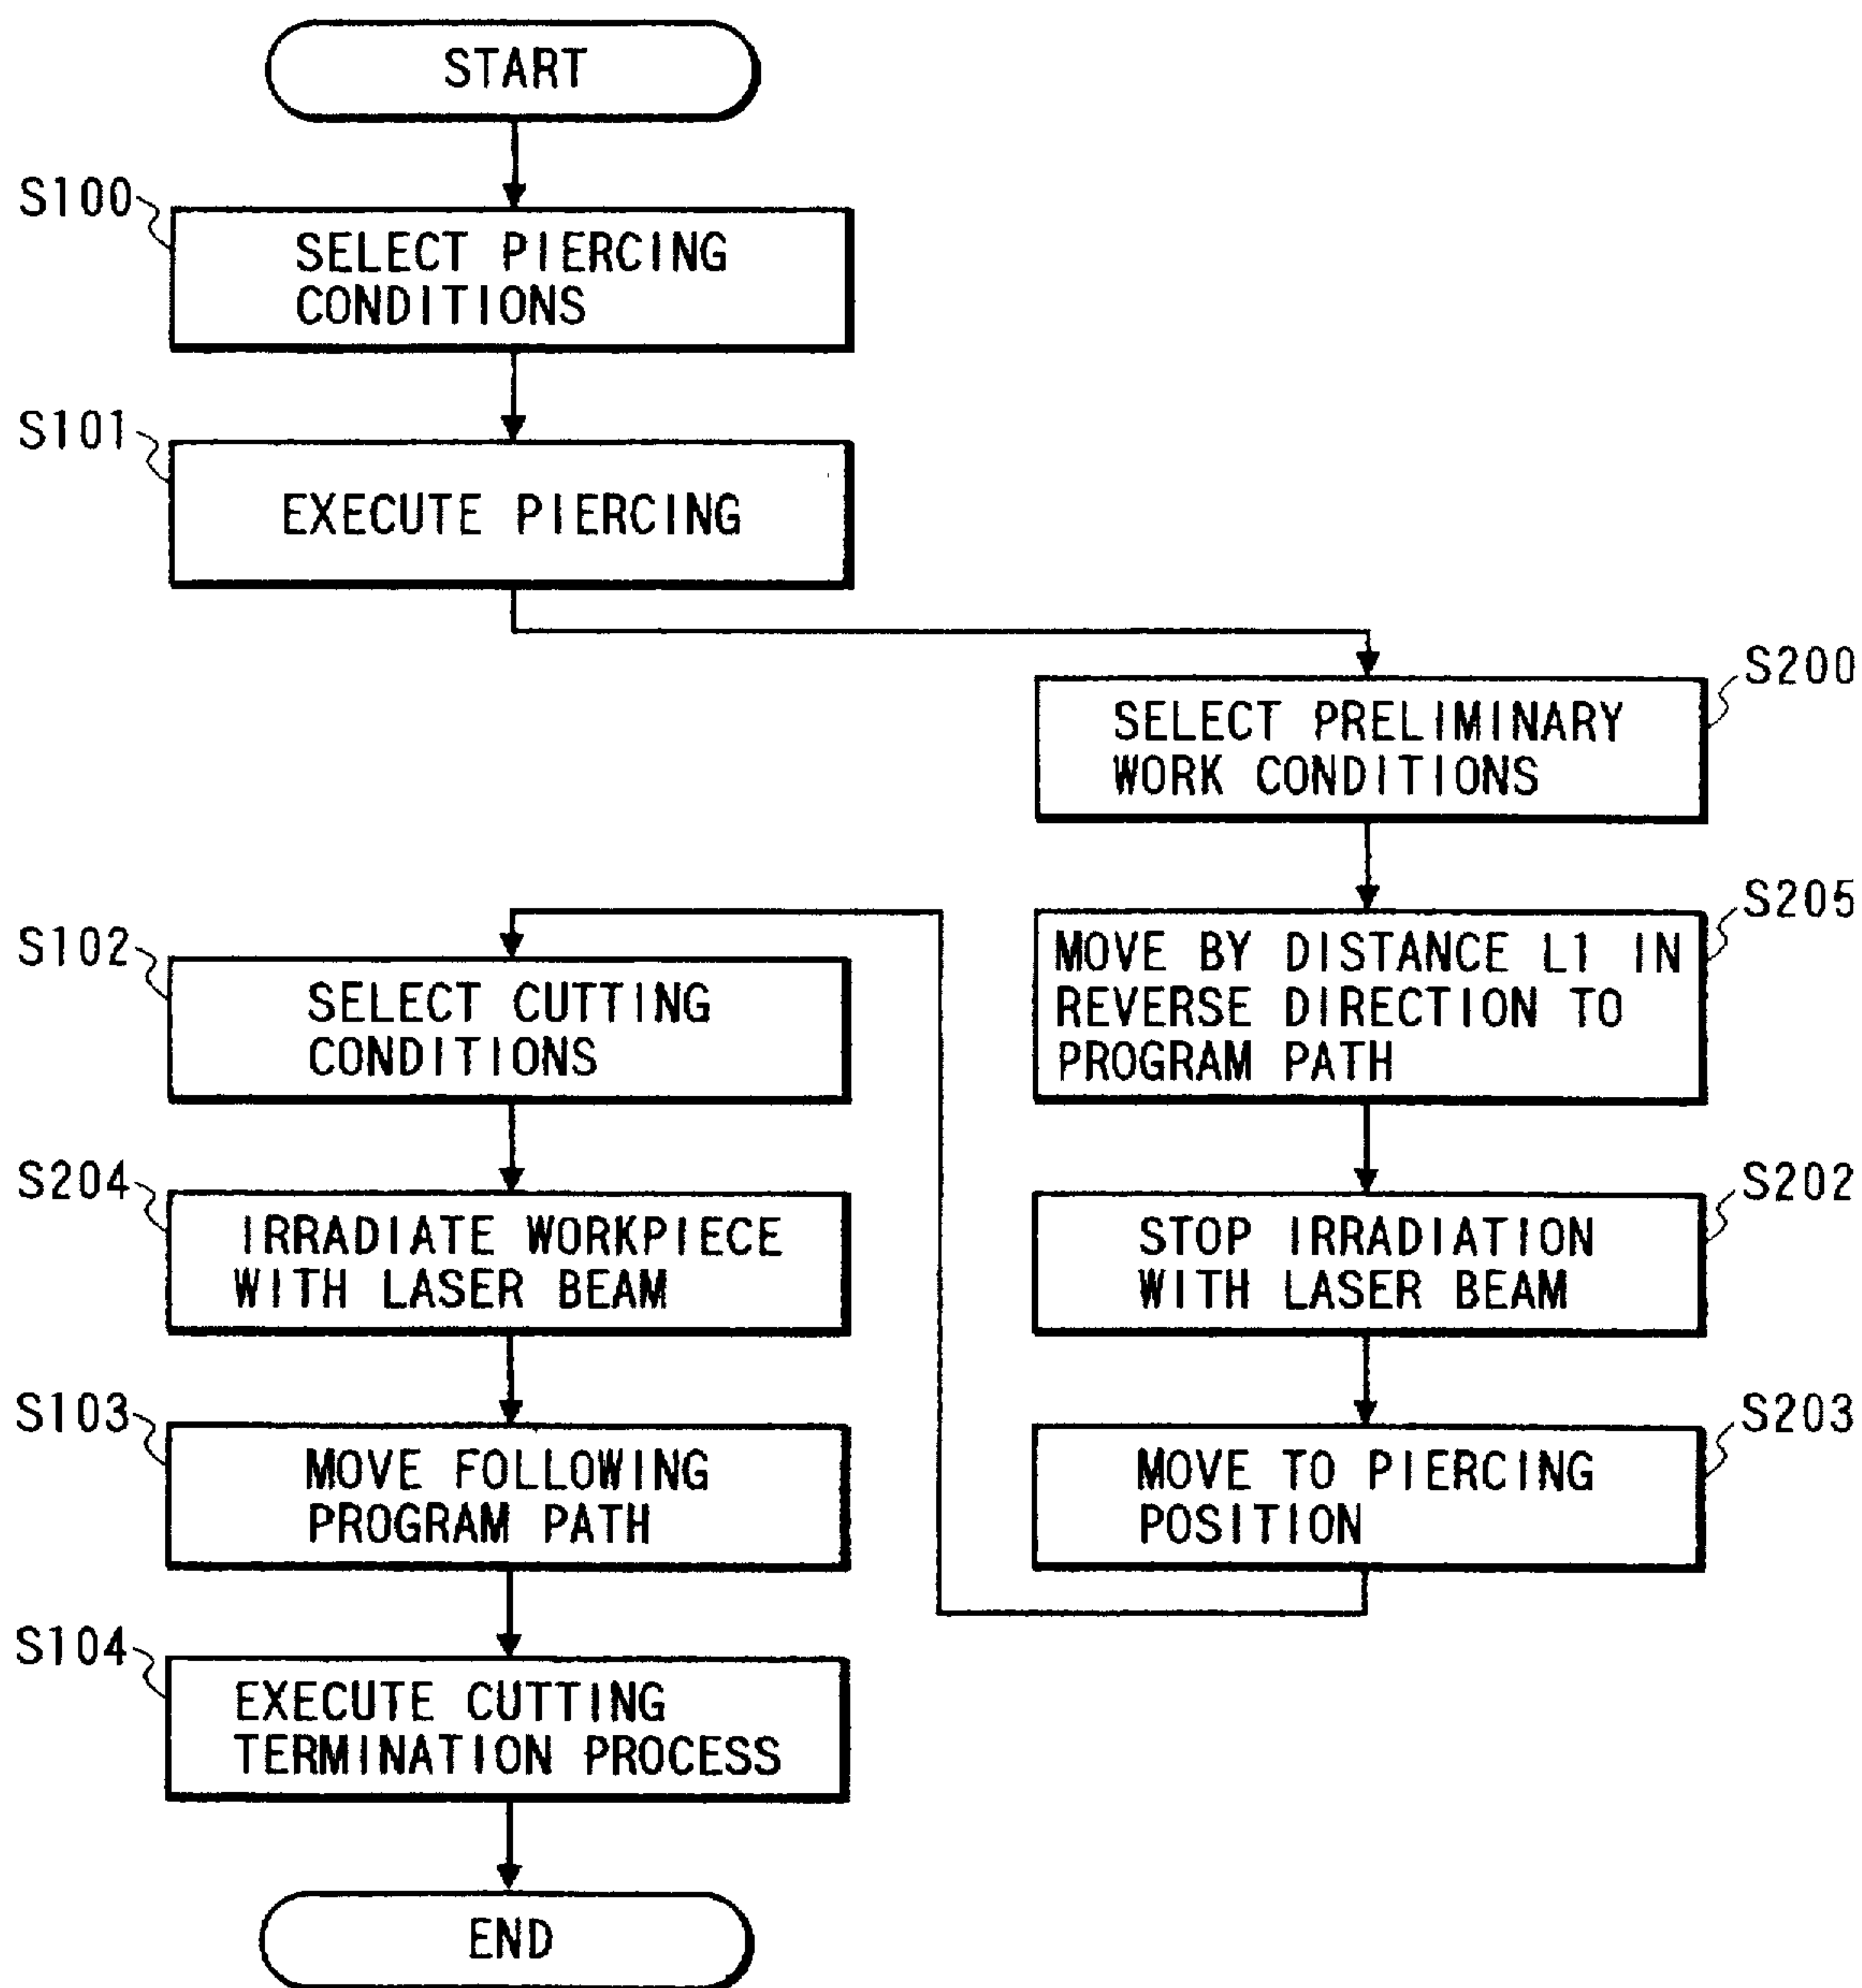 START
S100
SELECT PIERCING
CONDITIONS
S101
EXECUTE PIERCING
S200
SELECT PRELIMINARY
WORK CONDITIONS
S205
MOVE BY DISTANCE L1 IN
REVERSE DIRECTION TO
PROGRAM PATH
S202
STOP IRRADIATION
WITH LASER BEAM
S203
MOVE TO PIERCING
POSITION
S102
SELECT CUTTING
CONDITIONS
S204
IRRADIATE WORKPIECE
WITH LASER BEAM
S103
MOVE FOLLOWING
PROGRAM PATH
S104
EXECUTE CUTTING
TERMINATION PROCESS
END